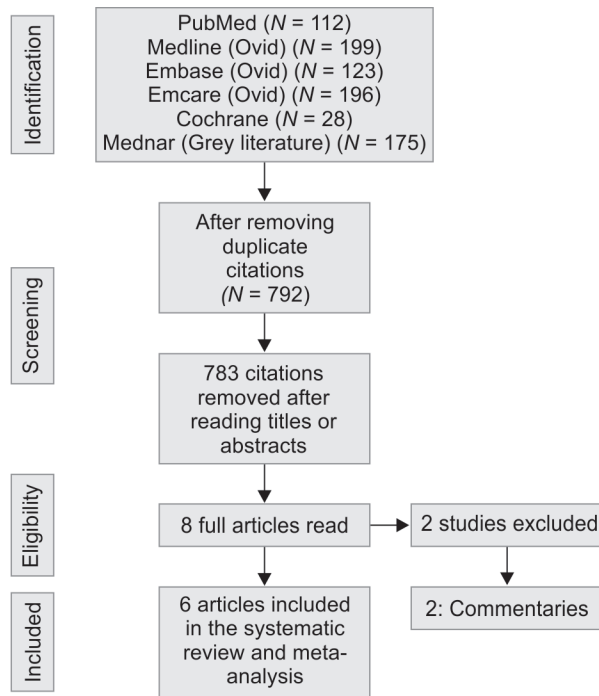 Identification
PubMed (N = 112)
Medline (Ovid) (N = 199)
Embase (Ovid) (N = 123)
Emcare (Ovid) (N = 196)
Cochrane (N = 28)
Mednar (Grey literature) (N = 175)
Screening
After removing
duplicate
citations
(N = 792)
783 citations
removed after
reading titles or
abstracts
Eligibility
8 full articles read
2 studies excluded
2: Commentaries
Included
6 articles included
in the systematic
review and meta-
analysis